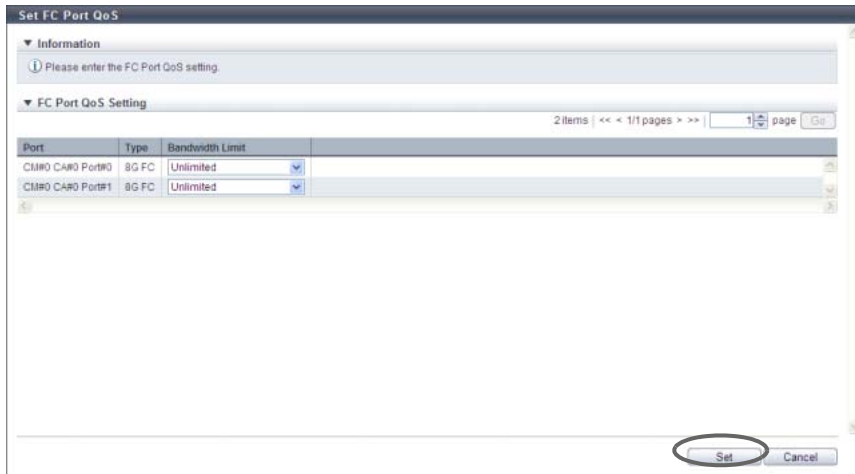 Set FC Port QoS
Information
Please enter the FC Port QoS setting.
FC Port QoS Setting
2 items | << < 1/1 pages > >> | 1 page Go
Port Type Bandwidth Limit
CM#0 CA#0 Port#0 8G FC Unlimited
CM#0 CA#0 Port#1 8G FC Unlimited
Set Cancel